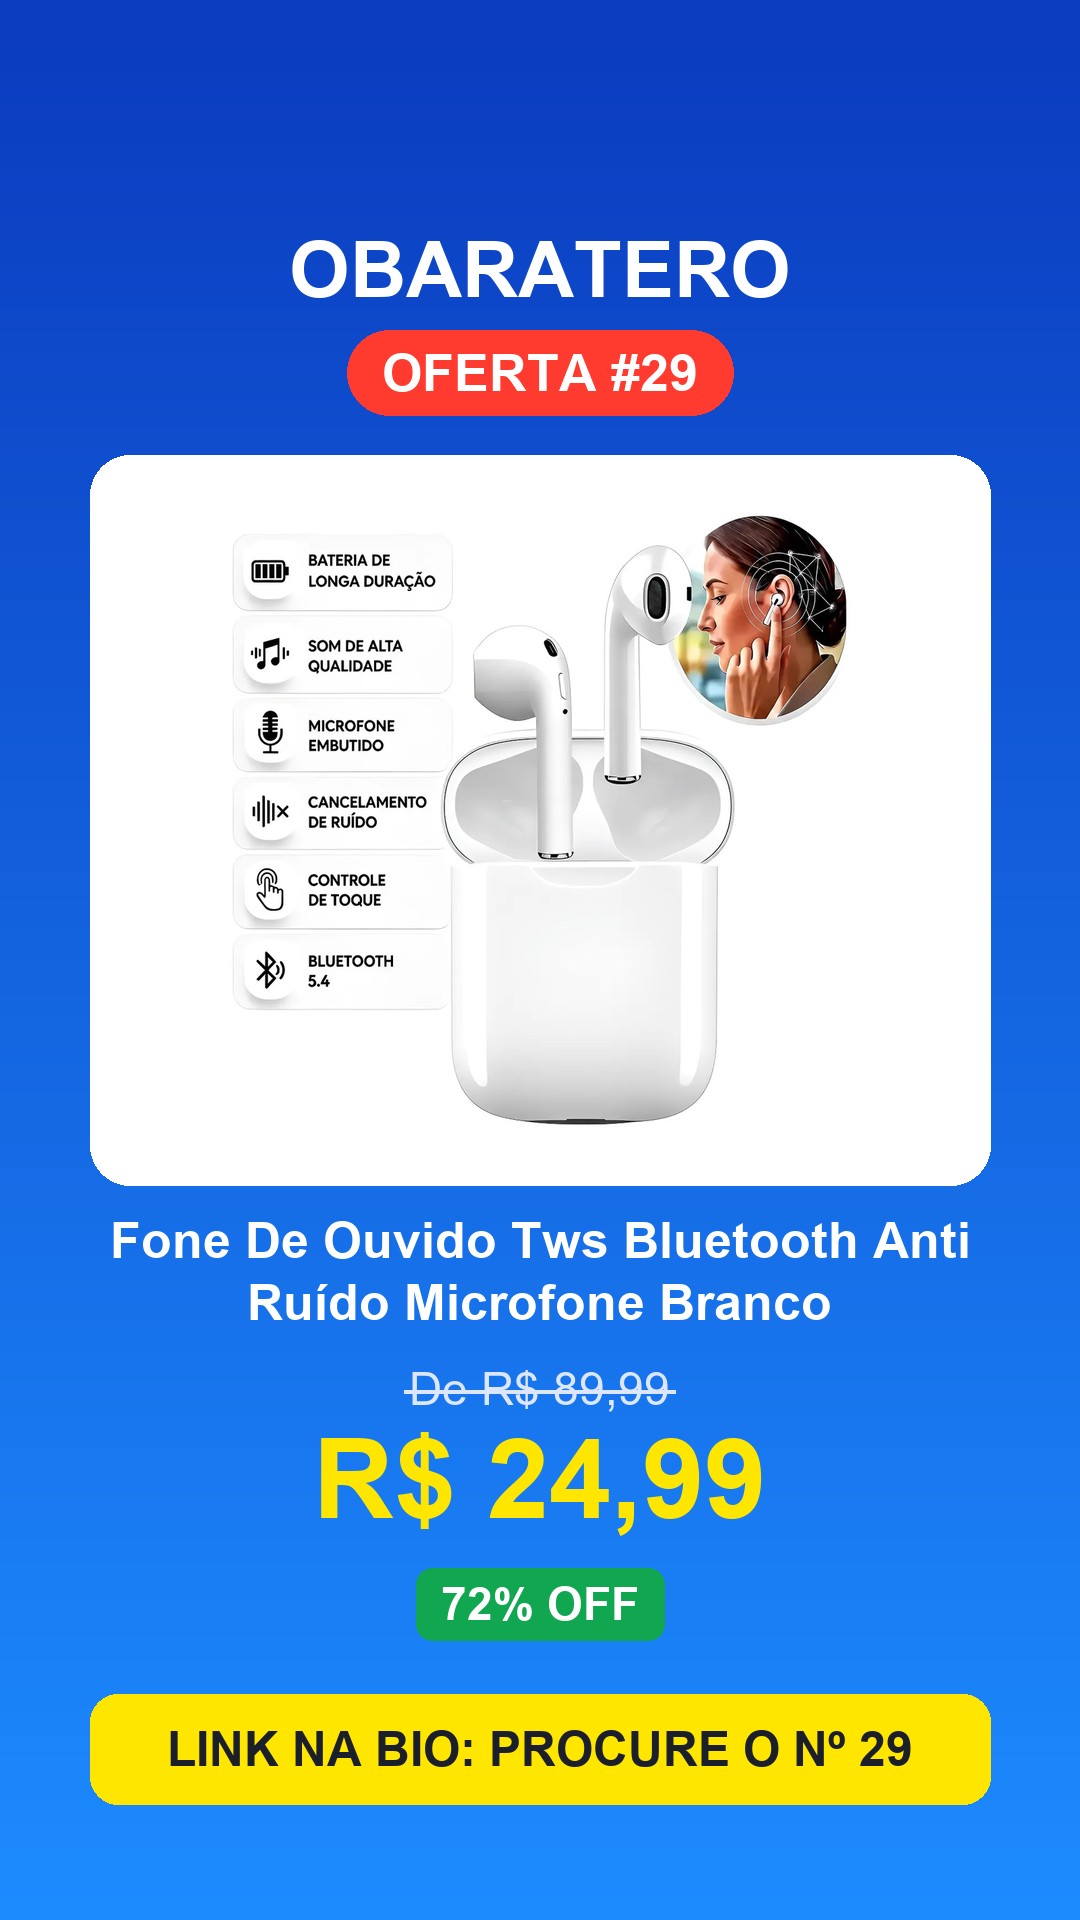 OBARATERO
OFERTA #29
BATERIA DE
LONGA DURAÇÃO
SOM DE ALTA
QUALIDADE
MICROFONE
EMBUTIDO
CANCELAMENTO
DE RUÍDO
CONTROLE
DE TOQUE
BLUETOOTH
5.4
Fone De Ouvido Tws Bluetooth Anti
Ruído Microfone Branco
De R$ 89,99
R$ 24,99
72% OFF
LINK NA BIO: PROCURE O Nº 29